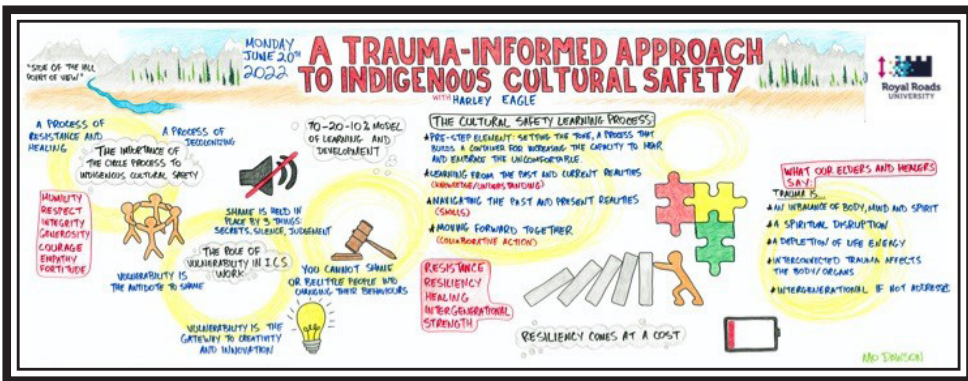 "SIDE OF THE HILL
POINT OF VIEW"
MONDAY
JUNE 20TH
2022
A TRAUMA-INFORMED APPROACH
TO INDIGENOUS CULTURAL SAFETY
WITH HARLEY EAGLE
Royal Roads
UNIVERSITY
A PROCESS OF
RESISTANCE AND
HEALING
A PROCESS OF
DECOLONIZING
THE IMPORTANCE OF
THE CIRCLE PROCESS TO
INDIGENOUS CULTURAL SAFETY
HUMILITY
RESPECT
INTEGRITY
GENEROSITY
COURAGE
EMPATHY
FORTITUDE
VULNERABILITY IS
THE ANTIDOTE TO SHAME
70-20-10% MODEL
OF LEARNING AND
DEVELOPMENT
SHAME IS HELD IN
PLACE BY 3 THINGS:
SECRETS, SILENCE, JUDGEMENT
THE ROLE OF
VULNERABILITY IN I.C.S
WORK
YOU CANNOT SHAME
OR BELITTLE PEOPLE INTO
CHANGING THEIR BEHAVIOURS
VULNERABILITY IS THE
GATEWAY TO CREATIVITY
AND INNOVATION
THE CULTURAL SAFETY LEARNING PROCESS:
PRE-STEP ELEMENT: SETTING THE TONE, A PROCESS THAT
BUILDS A CONTAINER FOR INCREASING THE CAPACITY TO HEAR
AND EMBRACE THE UNCOMFORTABLE.
LEARNING FROM THE PAST AND CURRENT REALITIES
(KNOWLEDGE/UNDERSTANDING)
NAVIGATING THE PAST AND PRESENT REALITIES
(SKILLS)
MOVING FORWARD TOGETHER
(COLLABORATIVE ACTION)
RESISTANCE
RESILIENCY
HEALING
INTERGENERATIONAL
STRENGTH
RESILIENCY COMES AT A COST
WHAT OUR ELDERS AND HEALERS
SAY:
TRAUMA IS...
AN INBALANCE OF BODY, MIND AND SPIRIT
A SPIRITUAL DISRUPTION
A DEPLETION OF LIFE ENERGY
INTERCONNECTED TRAUMA AFFECTS
THE BODY/ORGANS
INTERGENERATIONAL IF NOT ADDRESSED
MO DAWSON